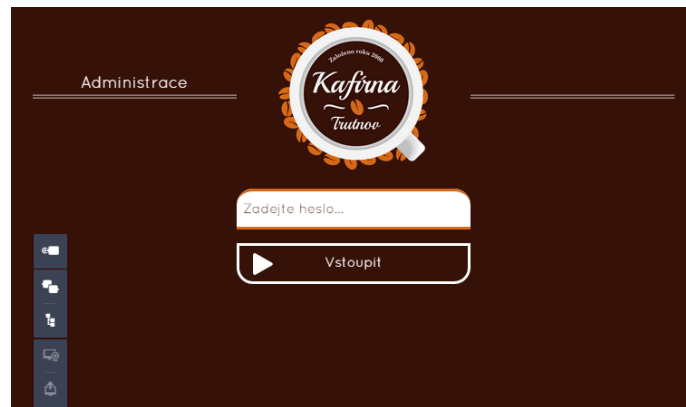 Administrace
Založeno roku 2000
Kafírna
Trutnov
Zadejte heslo...
Vstoupit